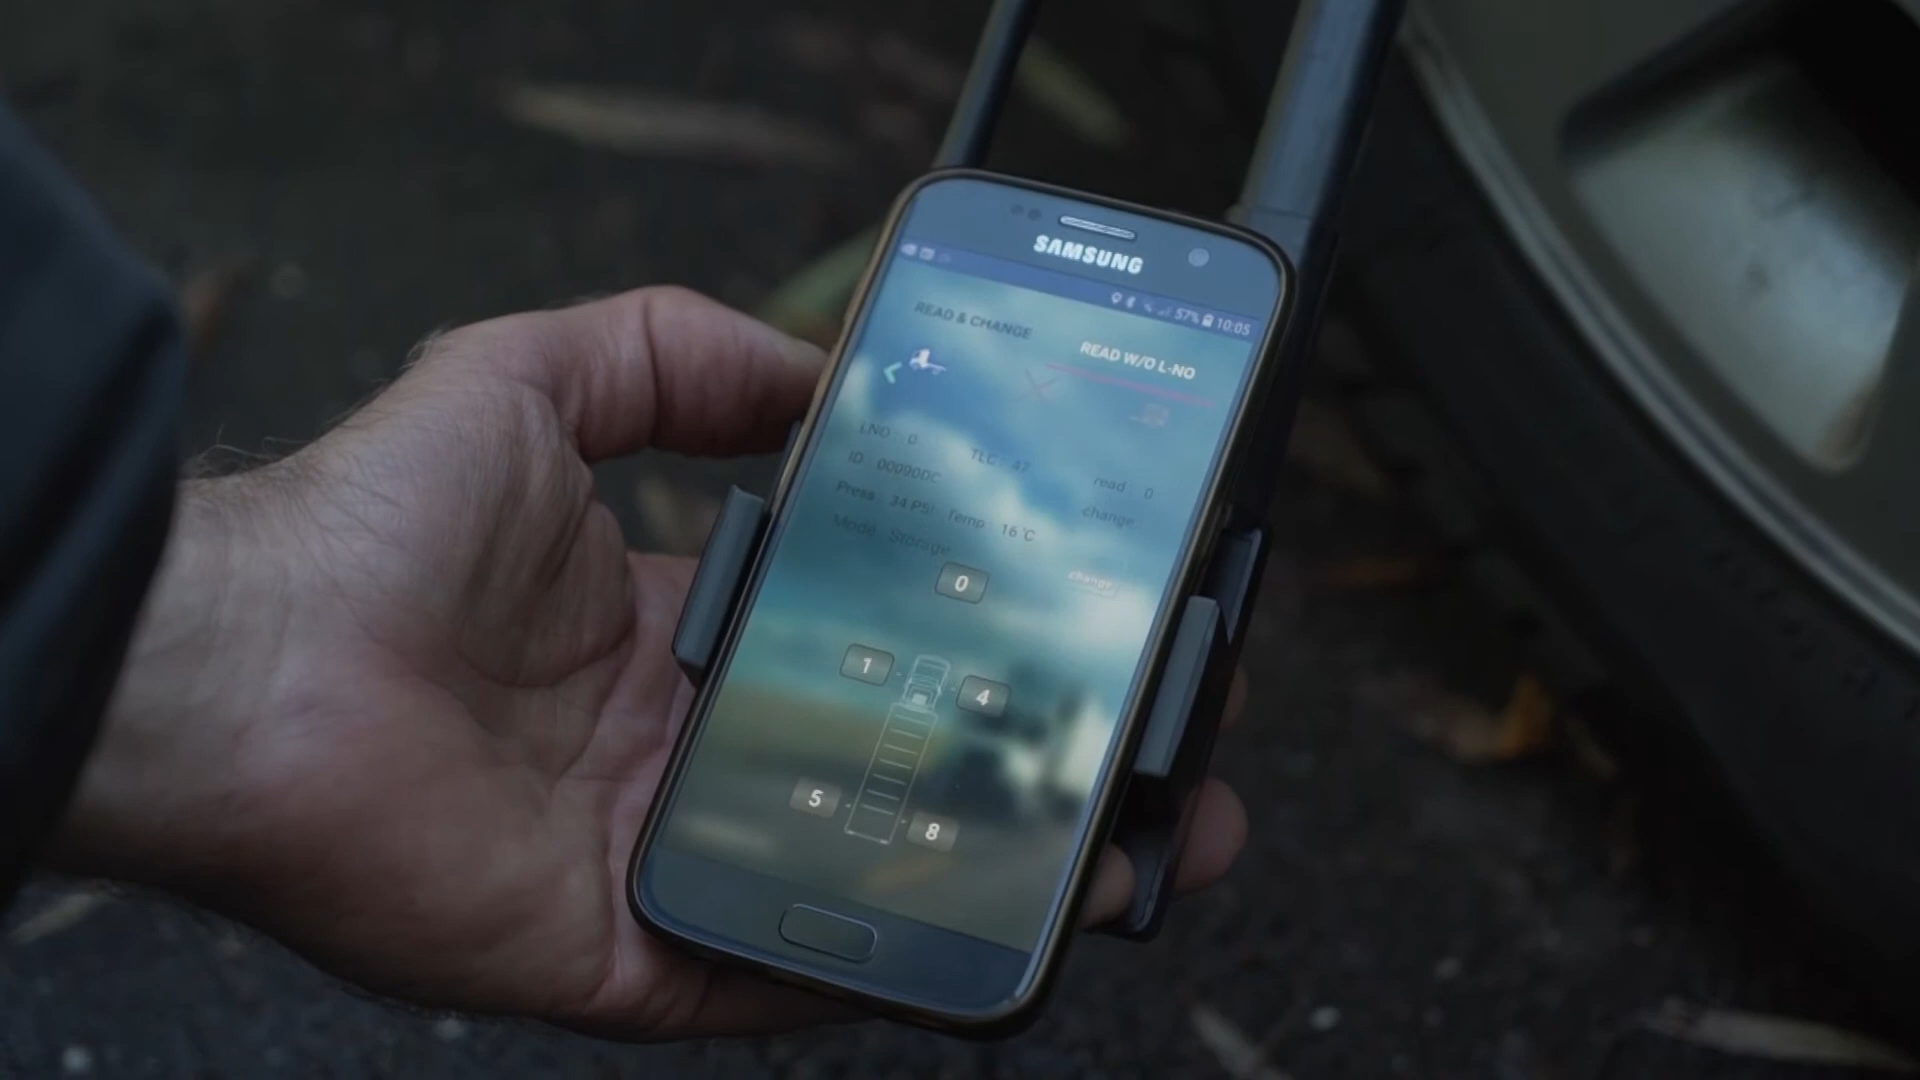 SAMSUNG
57% 10:05
READ & CHANGE
READ W/O L-NO
LNO : 0 TLC : 47 read : 0
ID : 00090DC change
Press : 34 PSI Temp : 16°C
Mode : Storage
change
0
1
4
5
8